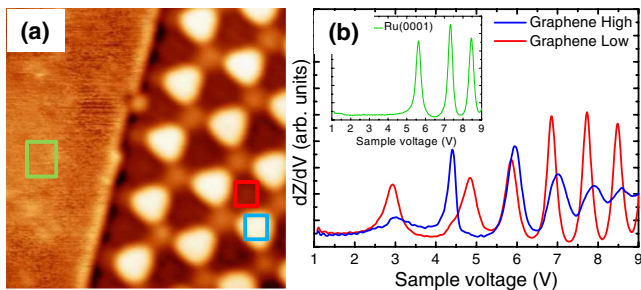 (a)
(b)
Graphene High
Graphene Low
Ru(0001)
1 2 3 4 5 6 7 8 9
Sample voltage (V)
dZ/dV (arb. units)
1 2 3 4 5 6 7 8 9
Sample voltage (V)